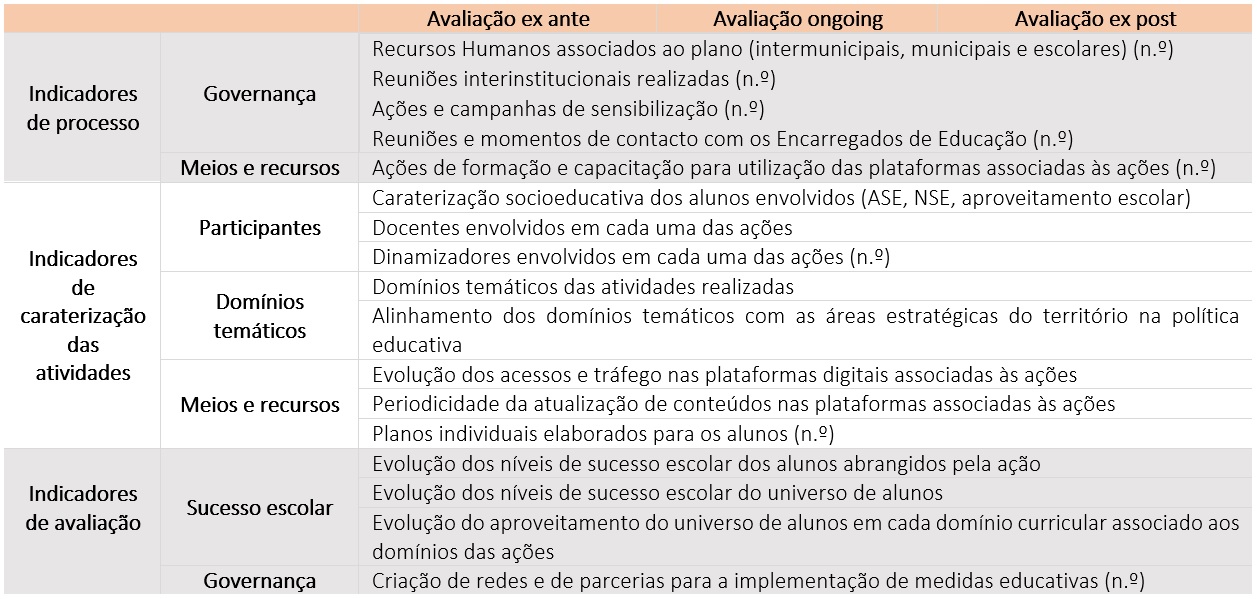 Avaliação ex ante Avaliação ongoing Avaliação ex post
Indicadores
de processo
Governança
Recursos Humanos associados ao plano (intermunicipais, municipais e escolares) (n.º)
Reuniões interinstitucionais realizadas (n.º)
Ações e campanhas de sensibilização (n.º)
Reuniões e momentos de contacto com os Encarregados de Educação (n.º)
Meios e recursos
Ações de formação e capacitação para utilização das plataformas associadas às ações (n.º)
Indicadores
de
caraterização
das
atividades
Participantes
Caraterização socioeducativa dos alunos envolvidos (ASE, NSE, aproveitamento escolar)
Docentes envolvidos em cada uma das ações
Dinamizadores envolvidos em cada uma das ações (n.º)
Domínios
temáticos
Domínios temáticos das atividades realizadas
Alinhamento dos domínios temáticos com as áreas estratégicas do território na política
educativa
Meios e recursos
Evolução dos acessos e tráfego nas plataformas digitais associadas às ações
Periodicidade da atualização de conteúdos nas plataformas associadas às ações
Planos individuais elaborados para os alunos (n.º)
Indicadores
de avaliação
Sucesso escolar
Evolução dos níveis de sucesso escolar dos alunos abrangidos pela ação
Evolução dos níveis de sucesso escolar do universo de alunos
Evolução do aproveitamento do universo de alunos em cada domínio curricular associado aos
domínios das ações
Governança
Criação de redes e de parcerias para a implementação de medidas educativas (n.º)